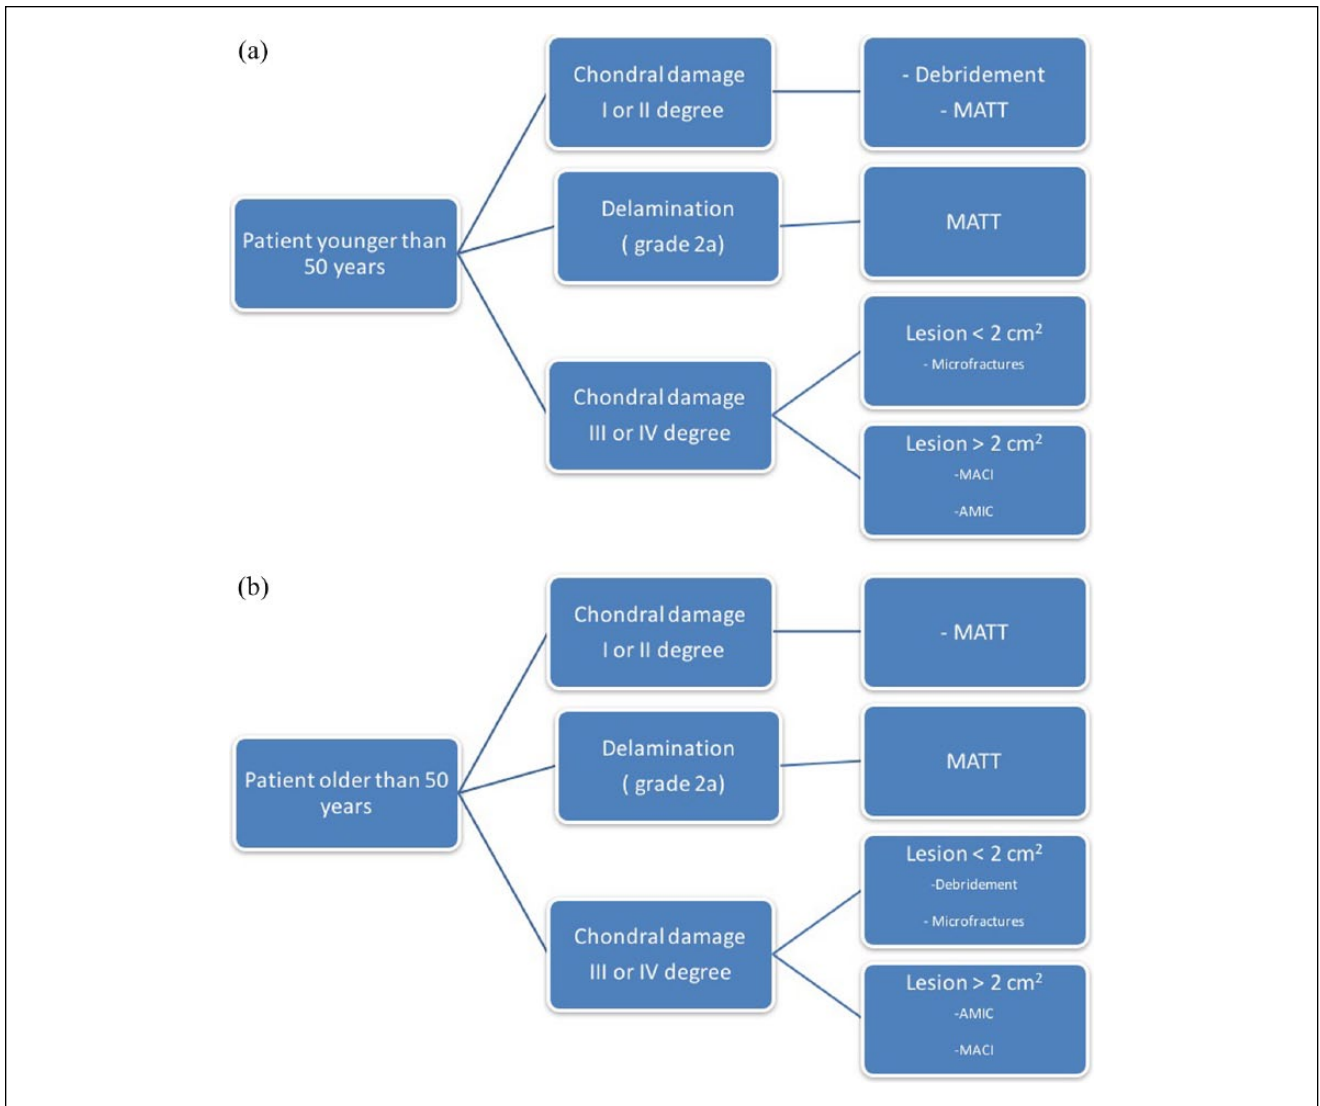 (a)
Chondral damage
I or II degree
- Debridement
- MATT
Delamination
( grade 2a)
MATT
Patient younger than
50 years
Lesion < 2 cm²
- Microfractures
Chondral damage
III or IV degree
Lesion > 2 cm²
-MACI
-AMIC
(b)
Chondral damage
I or II degree
- MATT
Delamination
( grade 2a)
MATT
Patient older than 50
years
Lesion < 2 cm²
-Debridement
- Microfractures
Chondral damage
III or IV degree
Lesion > 2 cm²
-AMIC
-MACI